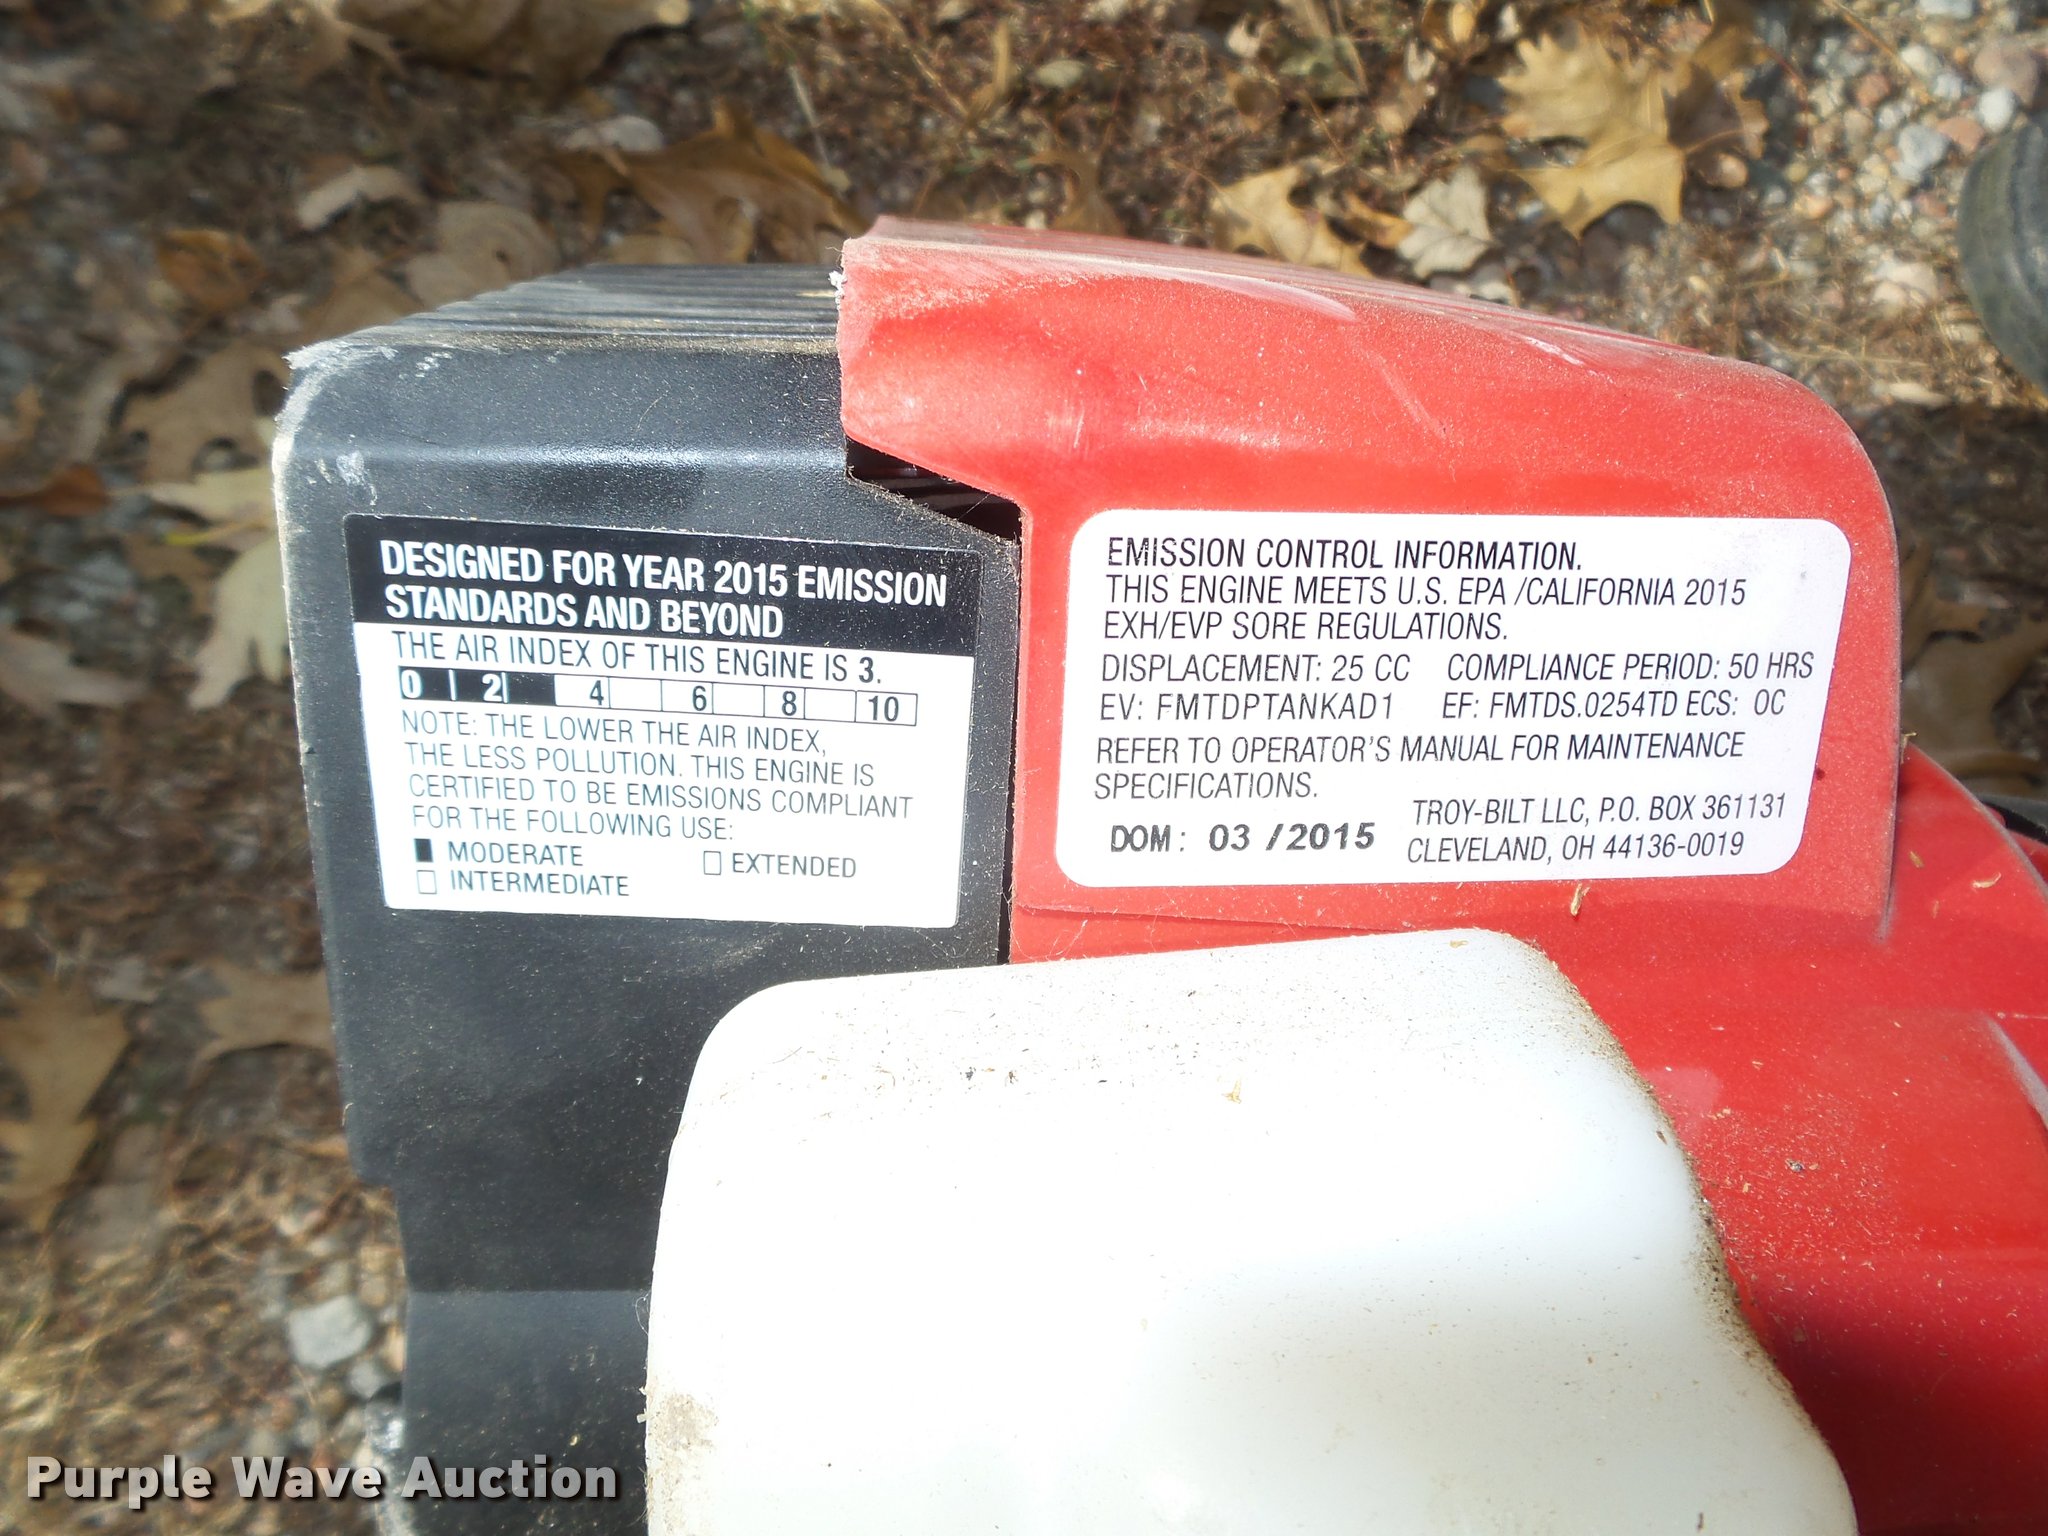 DESIGNED FOR YEAR 2015 EMISSION
STANDARDS AND BEYOND
THE AIR INDEX OF THIS ENGINE IS 3.
0 2 4 6 8 10
NOTE: THE LOWER THE AIR INDEX,
THE LESS POLLUTION. THIS ENGINE IS
CERTIFIED TO BE EMISSIONS COMPLIANT
FOR THE FOLLOWING USE:
MODERATE EXTENDED
INTERMEDIATE
EMISSION CONTROL INFORMATION.
THIS ENGINE MEETS U.S. EPA /CALIFORNIA 2015
EXH/EVP SORE REGULATIONS.
DISPLACEMENT: 25 CC COMPLIANCE PERIOD: 50 HRS
EV: FMTDPTANKAD1 EF: FMTDS.0254TD ECS: OC
REFER TO OPERATOR'S MANUAL FOR MAINTENANCE
SPECIFICATIONS.
TROY-BILT LLC, P.O. BOX 361131
DOM: 03 /2015 CLEVELAND, OH 44136-0019
Purple Wave Auction